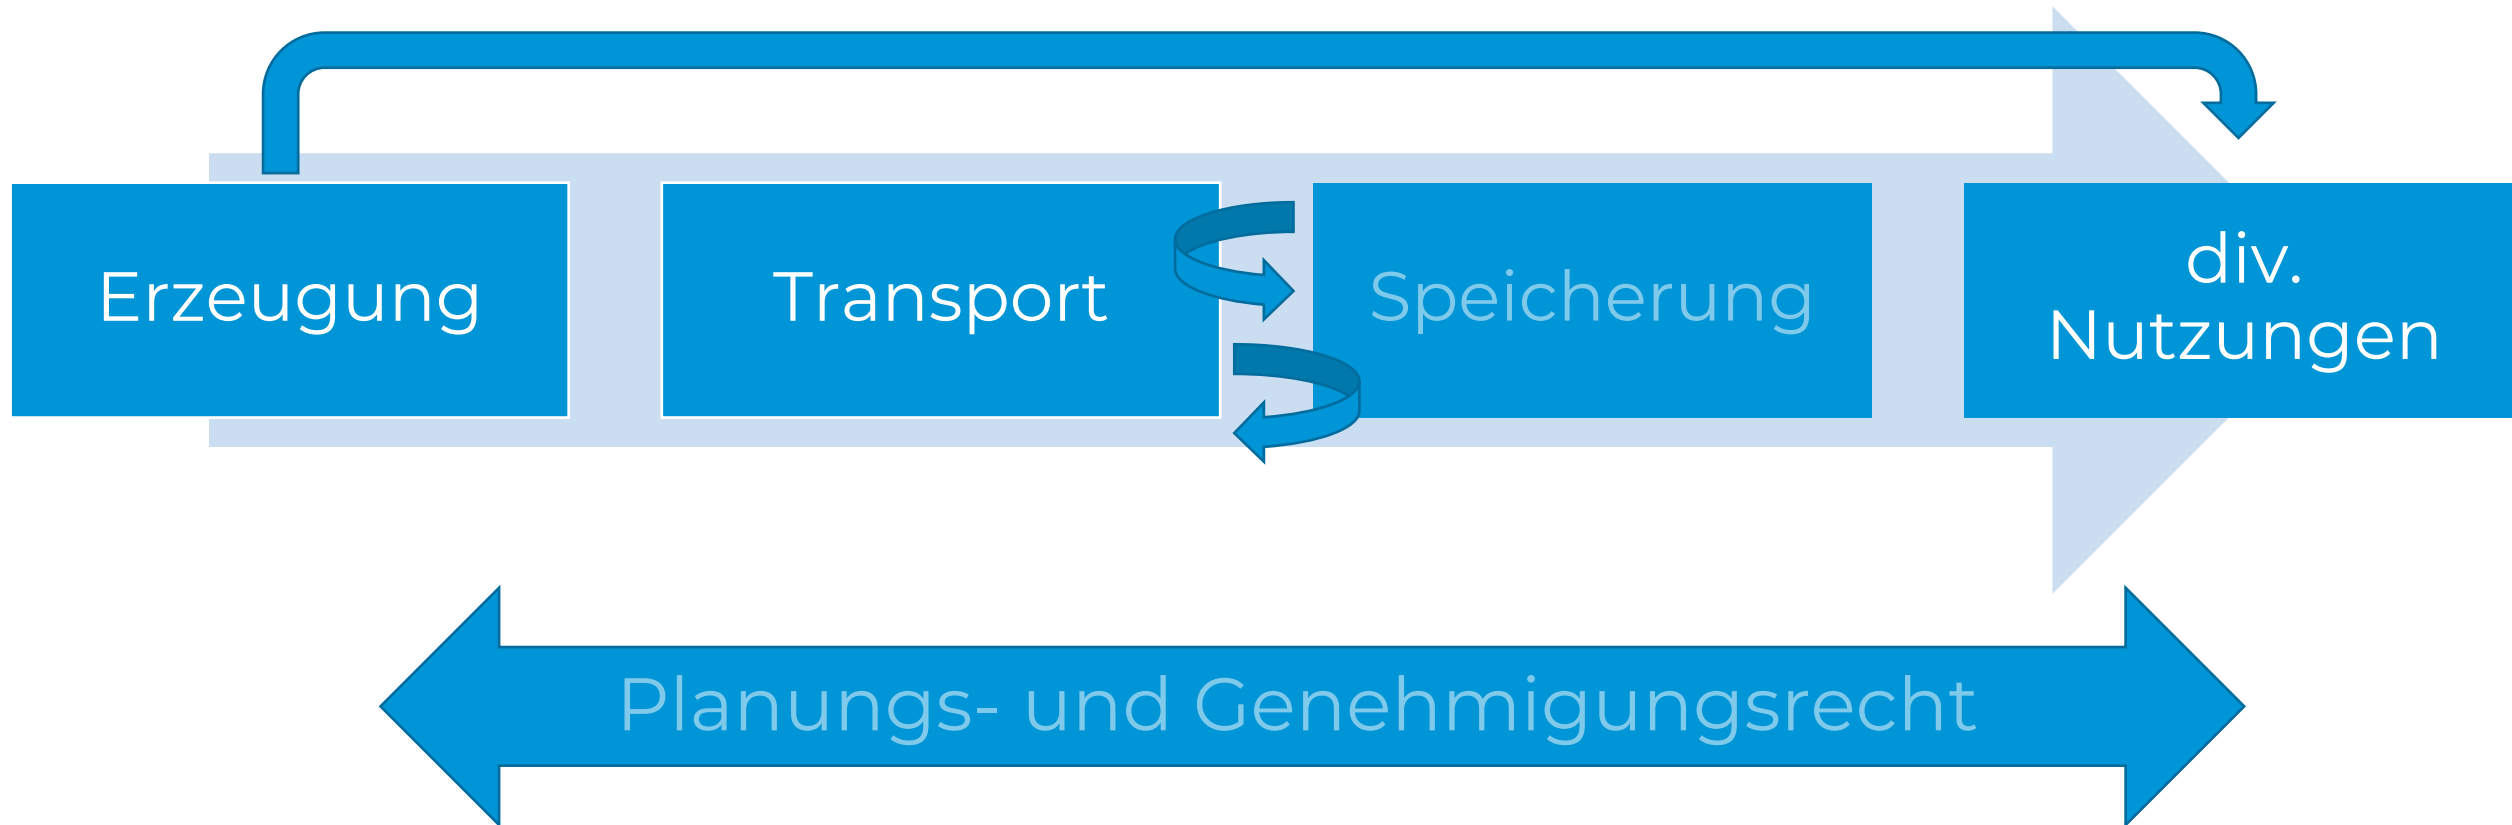 Erzeugung
Transport
Speicherung
div.
Nutzungen
Planungs- und Genehmigungsrecht